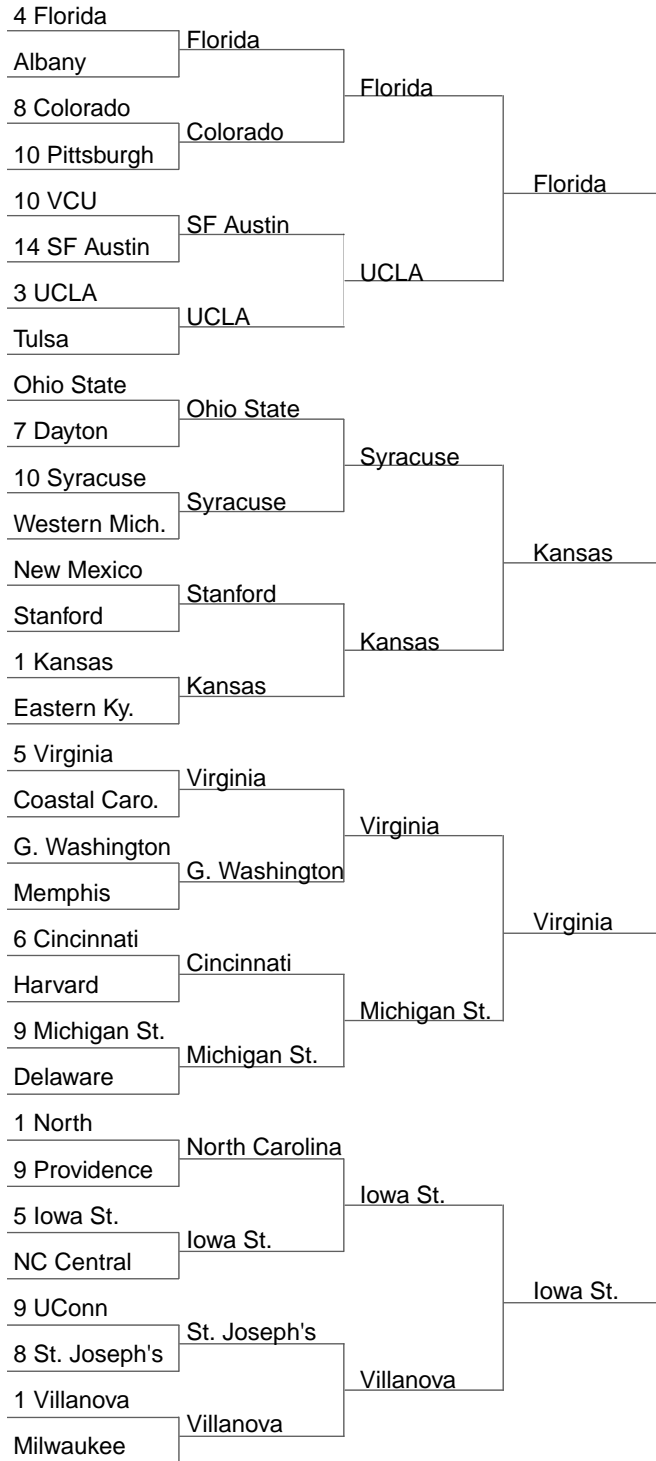 4 Florida
Florida
Albany
Florida
8 Colorado
Colorado
10 Pittsburgh
Florida
10 VCU
SF Austin
14 SF Austin
UCLA
3 UCLA
UCLA
Tulsa
Ohio State
Ohio State
7 Dayton
Syracuse
10 Syracuse
Syracuse
Western Mich.
Kansas
New Mexico
Stanford
Stanford
Kansas
1 Kansas
Kansas
Eastern Ky.
5 Virginia
Virginia
Coastal Caro.
Virginia
G. Washington
G. Washington
Memphis
Virginia
6 Cincinnati
Cincinnati
Harvard
Michigan St.
9 Michigan St.
Michigan St.
Delaware
1 North
North Carolina
9 Providence
Iowa St.
5 Iowa St.
Iowa St.
NC Central
Iowa St.
9 UConn
St. Joseph's
8 St. Joseph's
Villanova
1 Villanova
Villanova
Milwaukee